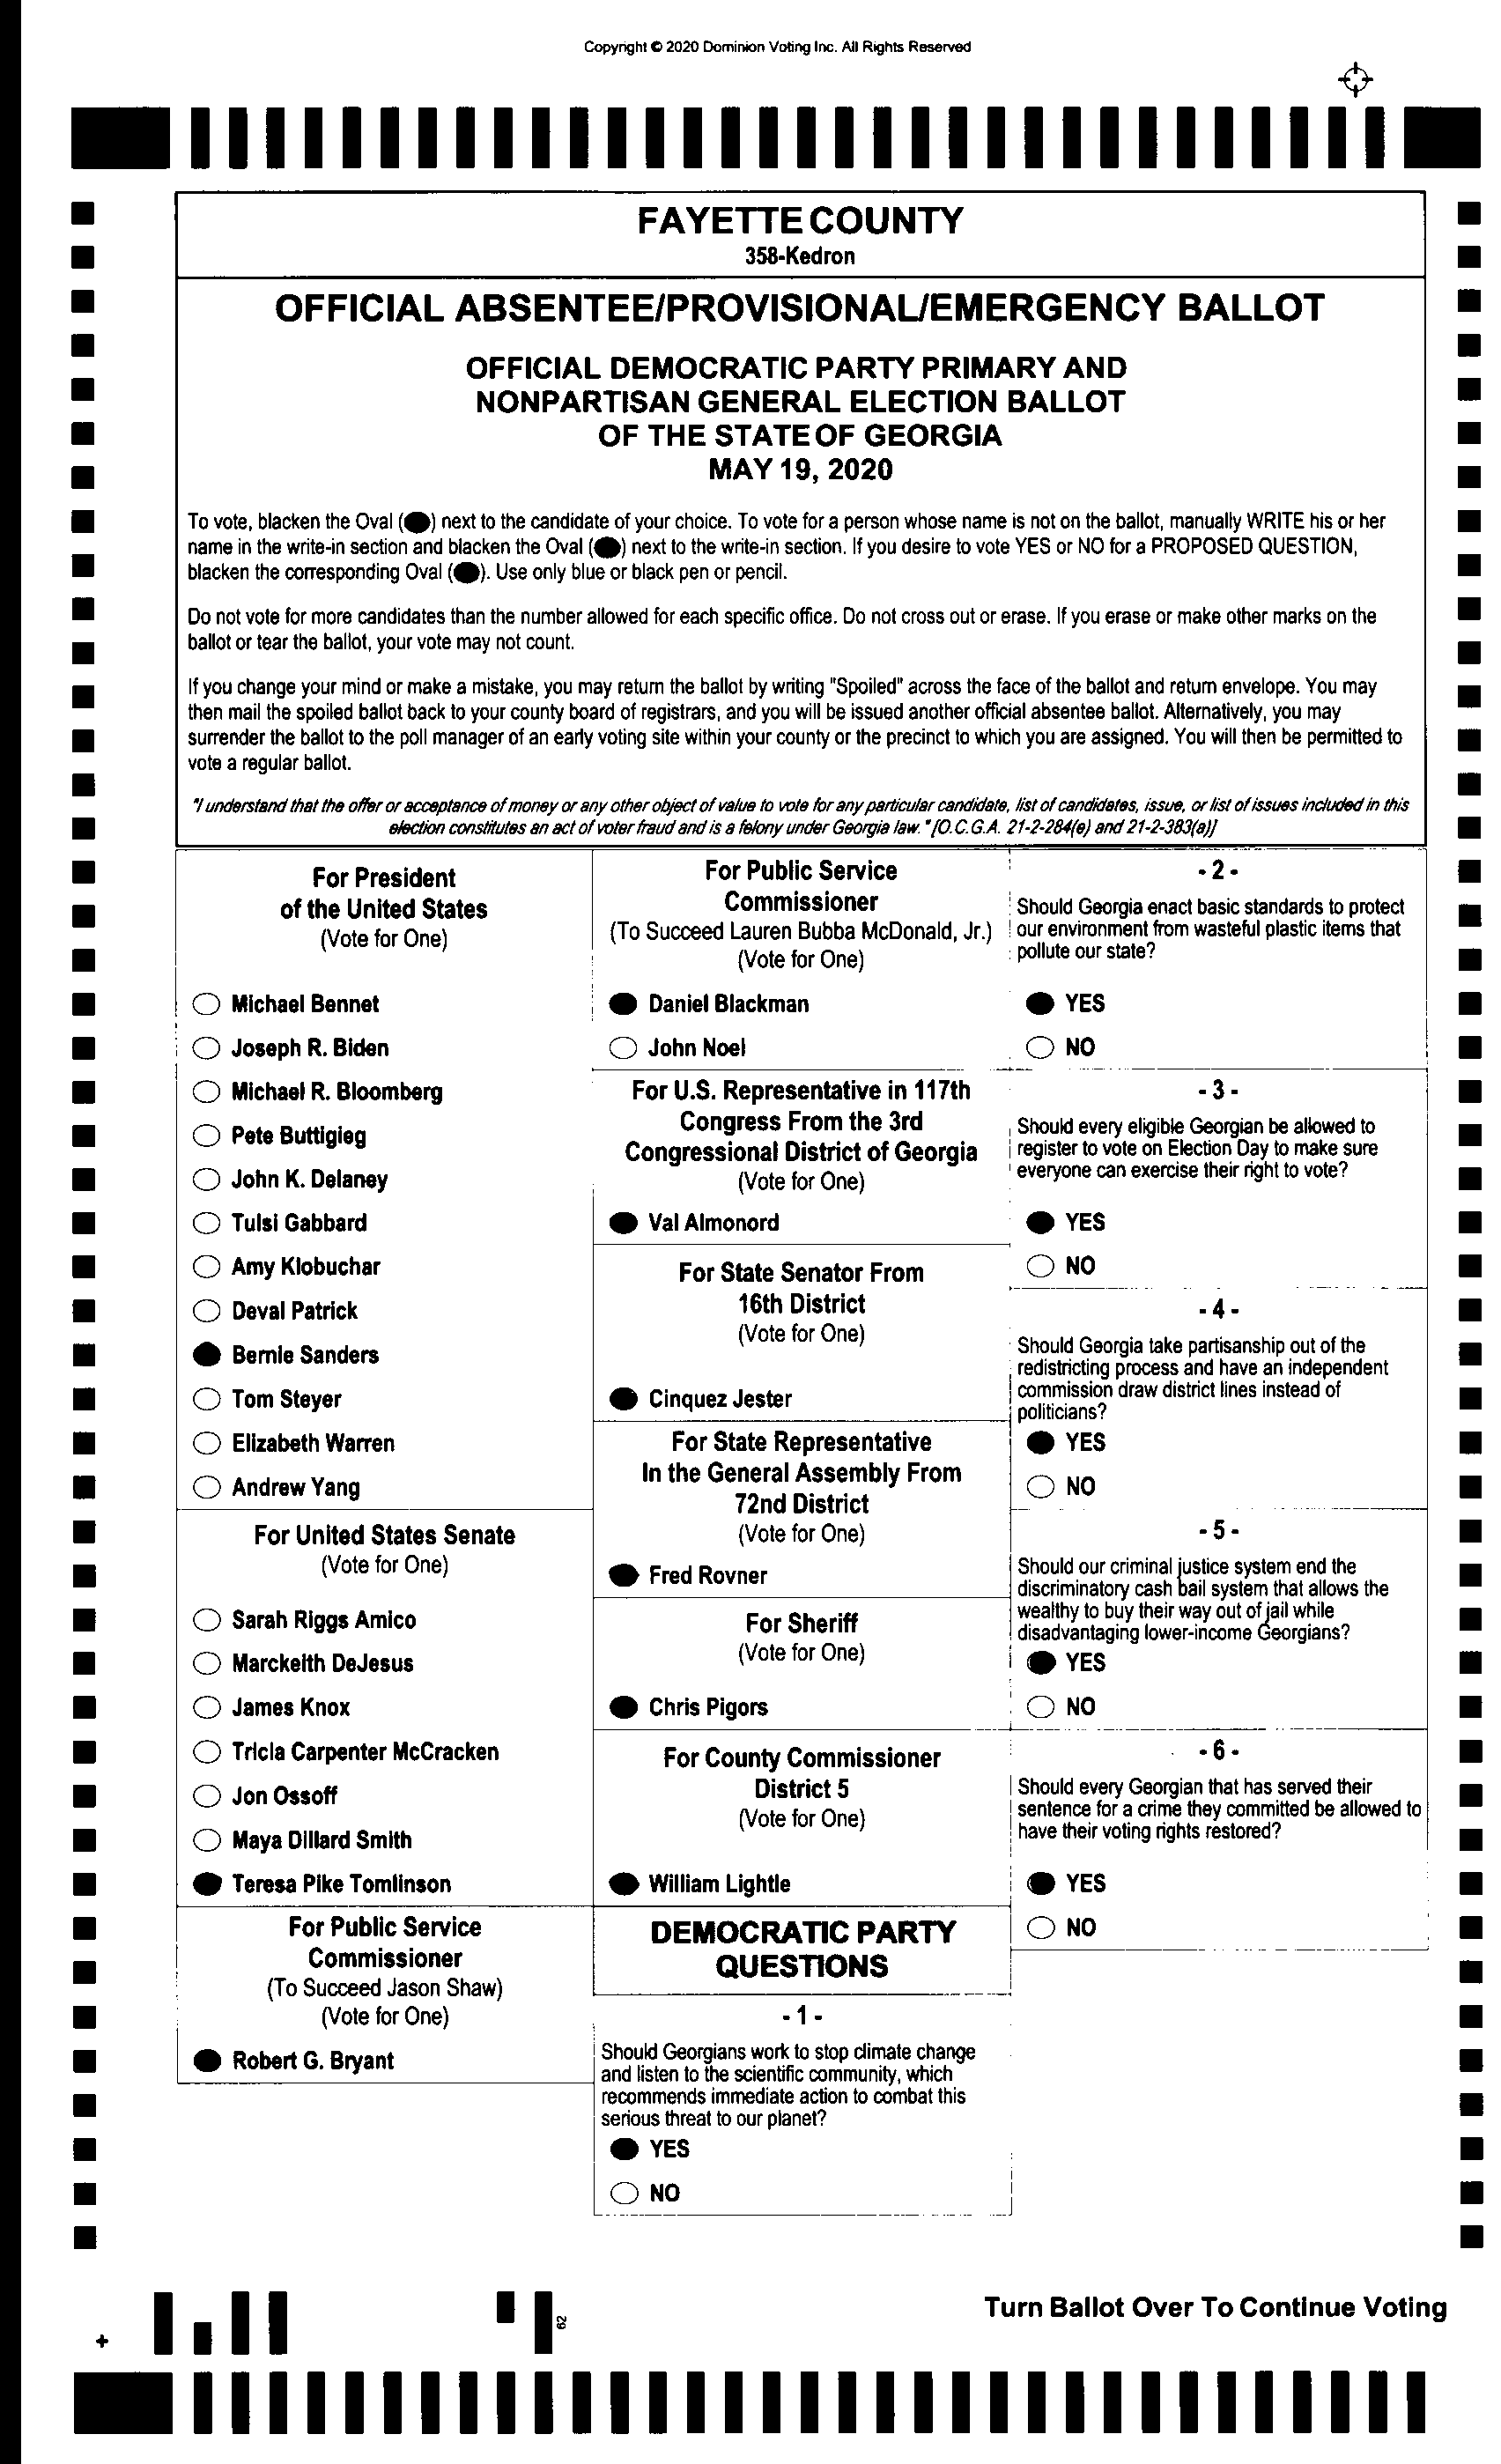 Copyright © 2020 Dominion Voting Inc. All Rights Reserved
FAYETTE COUNTY
358-Kedron
OFFICIAL ABSENTEE/PROVISIONAL/EMERGENCY BALLOT
OFFICIAL DEMOCRATIC PARTY PRIMARY AND
NONPARTISAN GENERAL ELECTION BALLOT
OF THE STATE OF GEORGIA
MAY 19, 2020
To vote, blacken the Oval (●) next to the candidate of your choice. To vote for a person whose name is not on the ballot, manually WRITE his or her
name in the write-in section and blacken the Oval (●) next to the write-in section. If you desire to vote YES or NO for a PROPOSED QUESTION,
blacken the corresponding Oval (●). Use only blue or black pen or pencil.
Do not vote for more candidates than the number allowed for each specific office. Do not cross out or erase. If you erase or make other marks on the
ballot or tear the ballot, your vote may not count.
If you change your mind or make a mistake, you may return the ballot by writing "Spoiled" across the face of the ballot and return envelope. You may
then mail the spoiled ballot back to your county board of registrars, and you will be issued another official absentee ballot. Alternatively, you may
surrender the ballot to the poll manager of an early voting site within your county or the precinct to which you are assigned. You will then be permitted to
vote a regular ballot.
"I understand that the offer or acceptance of money or any other object of value to vote for any particular candidate, list of candidates, issue, or list of issues included in this
election constitutes an act of voter fraud and is a felony under Georgia law." [O.C.G.A. 21-2-284(e) and 21-2-383(a)]
For President
of the United States
(Vote for One)
Michael Bennet
Joseph R. Biden
Michael R. Bloomberg
Pete Buttigieg
John K. Delaney
Tulsi Gabbard
Amy Klobuchar
Deval Patrick
Bernie Sanders
Tom Steyer
Elizabeth Warren
Andrew Yang
For United States Senate
(Vote for One)
Sarah Riggs Amico
Marckeith DeJesus
James Knox
Tricia Carpenter McCracken
Jon Ossoff
Maya Dillard Smith
Teresa Pike Tomlinson
For Public Service
Commissioner
(To Succeed Jason Shaw)
(Vote for One)
Robert G. Bryant
For Public Service
Commissioner
(To Succeed Lauren Bubba McDonald, Jr.)
(Vote for One)
Daniel Blackman
John Noel
For U.S. Representative in 117th
Congress From the 3rd
Congressional District of Georgia
(Vote for One)
Val Almonord
For State Senator From
16th District
(Vote for One)
Cinquez Jester
For State Representative
In the General Assembly From
72nd District
(Vote for One)
Fred Rovner
For Sheriff
(Vote for One)
Chris Pigors
For County Commissioner
District 5
(Vote for One)
William Lightle
DEMOCRATIC PARTY
QUESTIONS
- 1 -
Should Georgians work to stop climate change
and listen to the scientific community, which
recommends immediate action to combat this
serious threat to our planet?
YES
NO
- 2 -
Should Georgia enact basic standards to protect
our environment from wasteful plastic items that
pollute our state?
YES
NO
- 3 -
Should every eligible Georgian be allowed to
register to vote on Election Day to make sure
everyone can exercise their right to vote?
YES
NO
- 4 -
Should Georgia take partisanship out of the
redistricting process and have an independent
commission draw district lines instead of
politicians?
YES
NO
- 5 -
Should our criminal justice system end the
discriminatory cash bail system that allows the
wealthy to buy their way out of jail while
disadvantaging lower-income Georgians?
YES
NO
- 6 -
Should every Georgian that has served their
sentence for a crime they committed be allowed to
have their voting rights restored?
YES
NO
62
Turn Ballot Over To Continue Voting